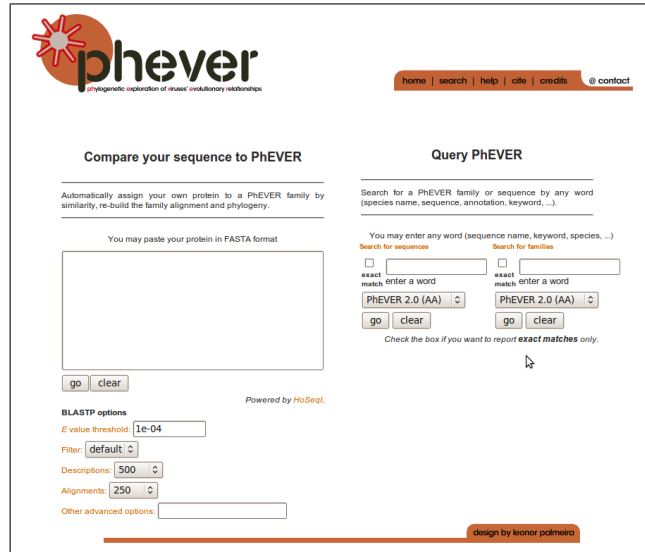 phever
phylogenetic exploration of viruses' evolutionary relationships
home | search | help | cite | credits @ contact
Compare your sequence to PhEVER
Automatically assign your own protein to a PhEVER family by
similarity, re-build the family alignment and phylogeny.
You may paste your protein in FASTA format
go clear
Powered by HoSeqI.
BLASTP options
E value threshold: 1e-04
Filter: default
Descriptions: 500
Alignments: 250
Other advanced options:
Query PhEVER
Search for a PhEVER family or sequence by any word
(species name, sequence, annotation, keyword, ...).
You may enter any word (sequence name, keyword, species, ...)
Search for sequences
exact
match enter a word
PhEVER 2.0 (AA)
go clear
Search for families
exact
match enter a word
PhEVER 2.0 (AA)
go clear
Check the box if you want to report exact matches only.
design by leonor palmeira